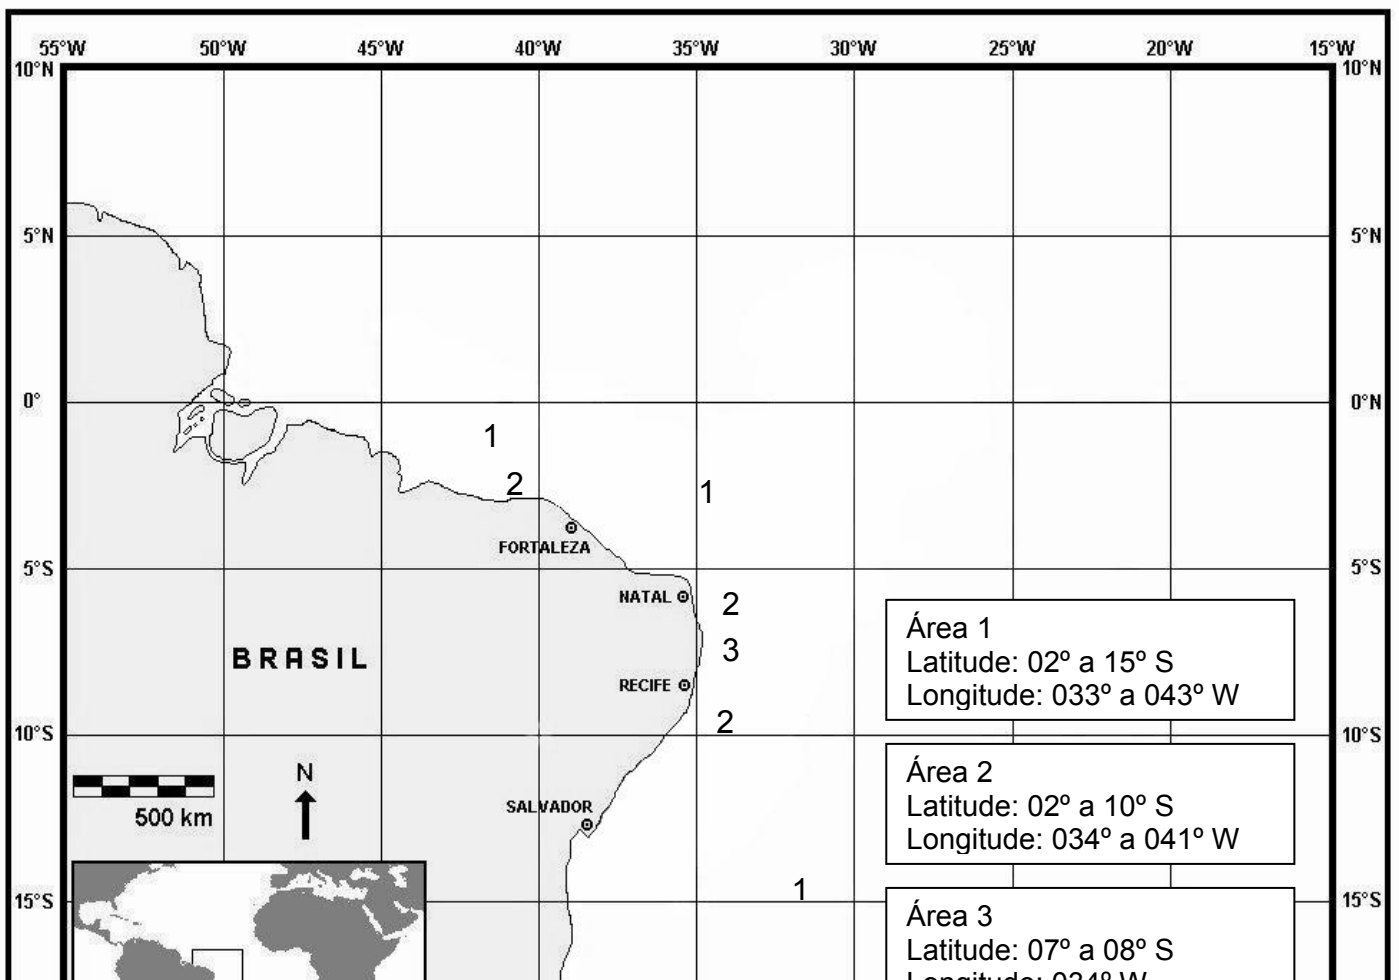 55°W 50°W 45°W 40°W 35°W 30°W 25°W 20°W 15°W
10°N 10°N
5°N 5°N
0° 0°N
1
2 1
FORTALEZA
5°S 5°S
NATAL 2
3
BRASIL
RECIFE
2
10°S 10°S
Área 1
Latitude: 02º a 15º S
Longitude: 033º a 043º W
Área 2
Latitude: 02º a 10º S
Longitude: 034º a 041º W
N
500 km
SALVADOR
1
15°S 15°S
Área 3
Latitude: 07º a 08º S
Longitude: 034º W